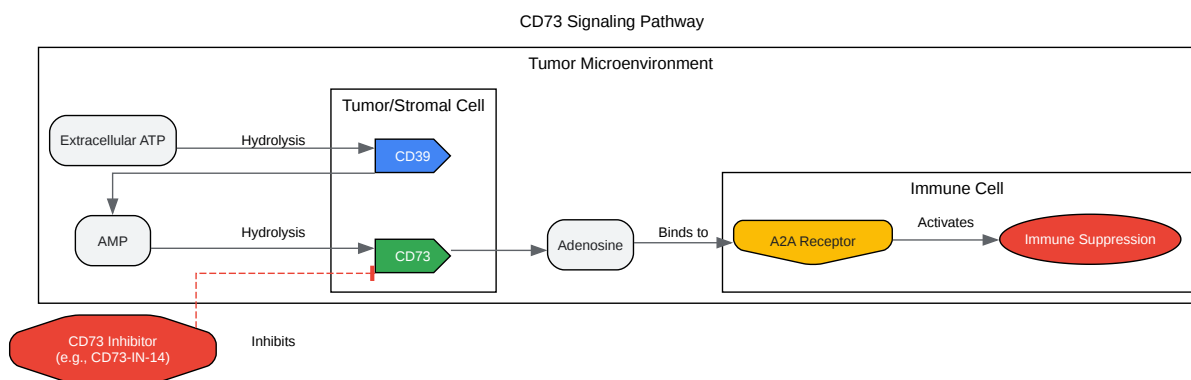 CD73 Signaling Pathway
Tumor Microenvironment
Tumor/Stromal Cell
Extracellular ATP
Hydrolysis
CD39
Immune Cell
AMP
Hydrolysis
CD73
Adenosine
Binds to
A2A Receptor
Activates
Immune Suppression
CD73 Inhibitor
(e.g., CD73-IN-14)
Inhibits